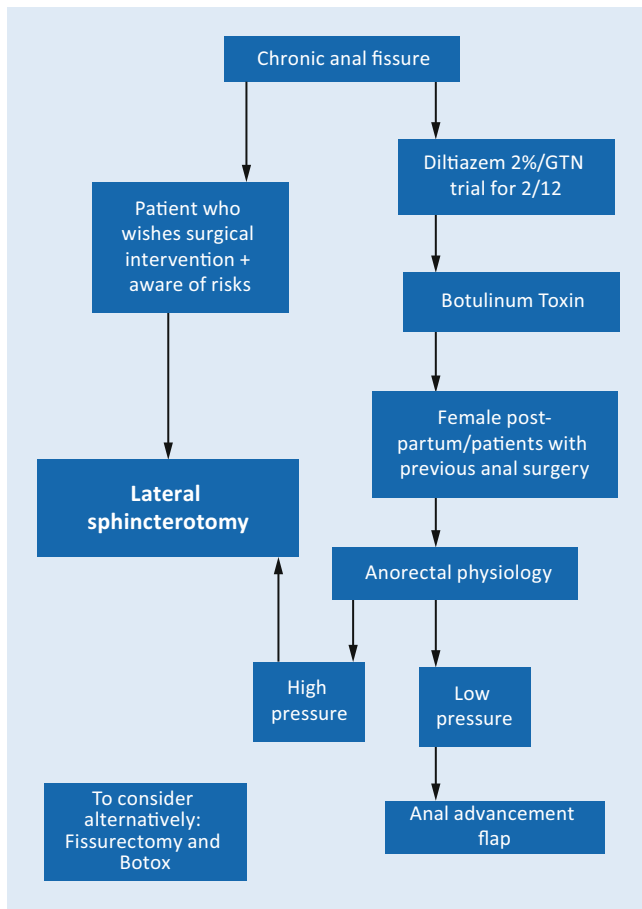 Chronic anal fissure
Diltiazem 2%/GTN
trial for 2/12
Patient who
wishes surgical
intervention +
aware of risks
Botulinum Toxin
Female post-
partum/patients with
previous anal surgery
Lateral
sphincterotomy
Anorectal physiology
High
pressure
Low
pressure
To consider
alternatively:
Fissurectomy and
Botox
Anal advancement
flap